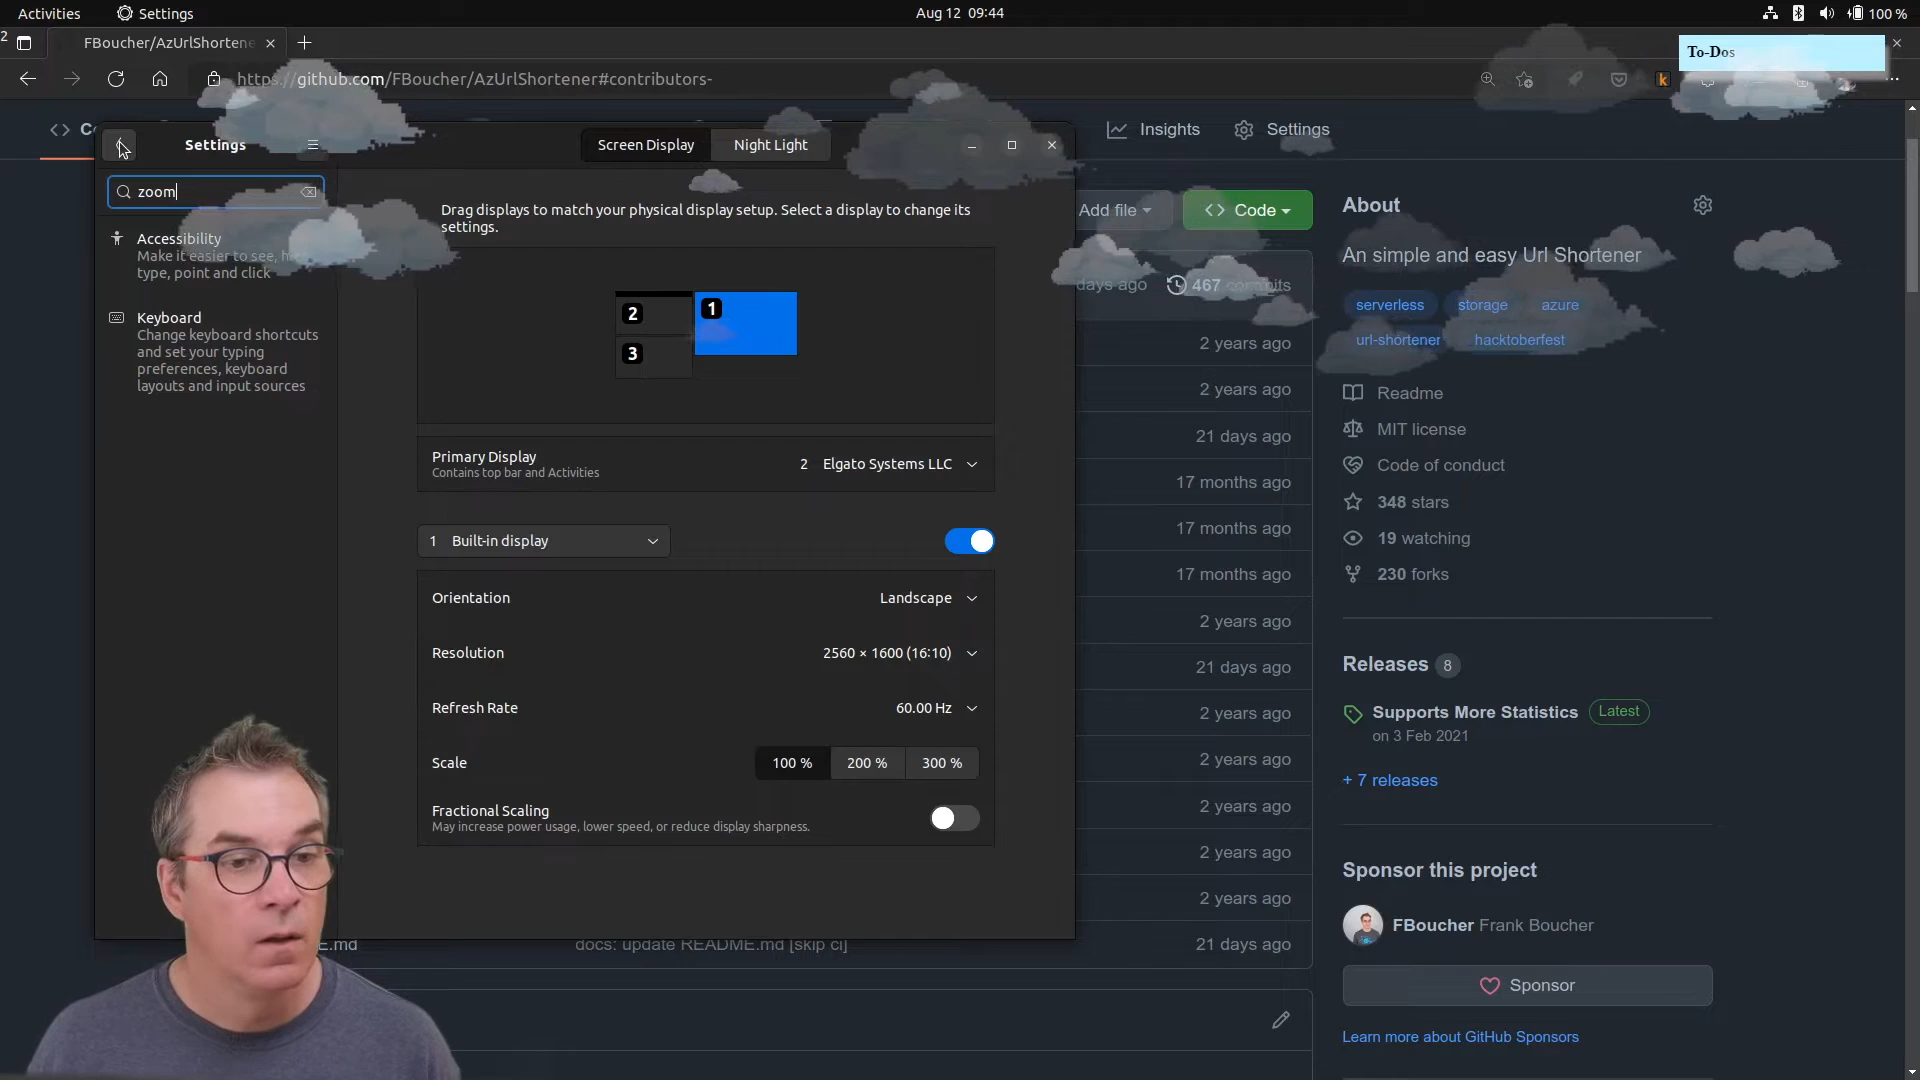 Activities
Settings
Aug 12 09:44
100 %
2
FBoucher/AzUrlShortene
To-Dos
https://github.com/FBoucher/AzUrlShortener#contributors-
Settings
Screen Display
Night Light
Insights
Settings
zoom
Drag displays to match your physical display setup. Select a display to change its
settings.
Accessibility
Make it easier to see,
type, point and click
Keyboard
Change keyboard shortcuts
and set your typing
preferences, keyboard
layouts and input sources
2
1
3
Primary Display
Contains top bar and Activities
2 Elgato Systems LLC
1 Built-in display
Orientation
Landscape
Resolution
2560 × 1600 (16:10)
Refresh Rate
60.00 Hz
Scale
100 %
200 %
300 %
Fractional Scaling
May increase power usage, lower speed, or reduce display sharpness.
Add file
Code
days ago
467 commits
2 years ago
2 years ago
21 days ago
17 months ago
17 months ago
17 months ago
2 years ago
21 days ago
2 years ago
2 years ago
2 years ago
2 years ago
2 years ago
E.md
docs: update README.md [skip ci]
21 days ago
About
An simple and easy Url Shortener
serverless
storage
azure
url-shortener
hacktoberfest
Readme
MIT license
Code of conduct
348 stars
19 watching
230 forks
Releases 8
Supports More Statistics
Latest
on 3 Feb 2021
+ 7 releases
Sponsor this project
FBoucher Frank Boucher
Sponsor
Learn more about GitHub Sponsors